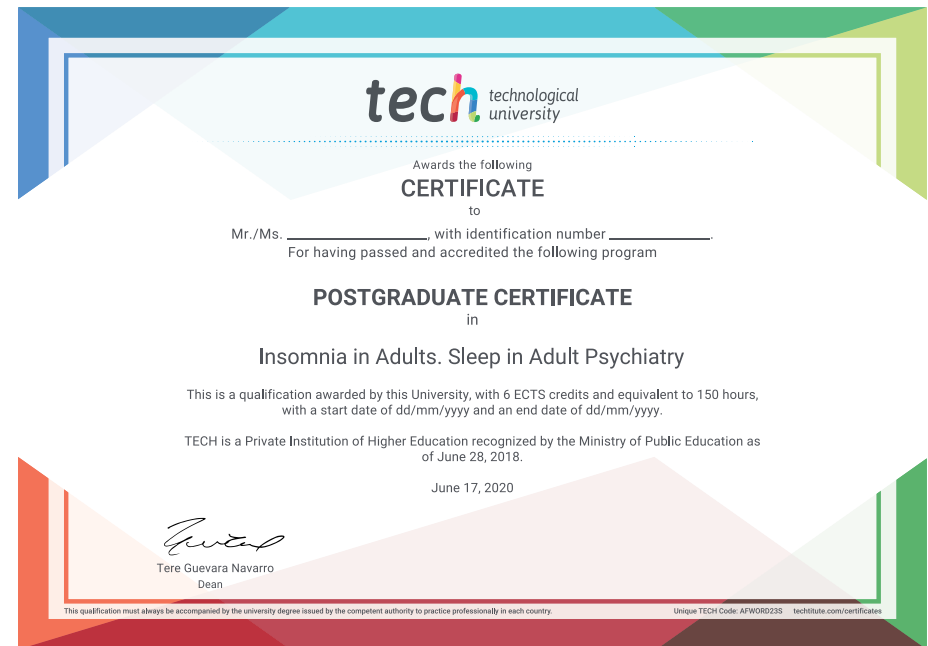 tech technological
university
Awards the following
CERTIFICATE
to
Mr./Ms. ____________, with identification number ____________.
For having passed and accredited the following program
POSTGRADUATE CERTIFICATE
in
Insomnia in Adults. Sleep in Adult Psychiatry
This is a qualification awarded by this University, with 6 ECTS credits and equivalent to 150 hours,
with a start date of dd/mm/yyyy and an end date of dd/mm/yyyy.
TECH is a Private Institution of Higher Education recognized by the Ministry of Public Education as
of June 28, 2018.
June 17, 2020
Tere Guevara Navarro
Dean
This qualification must always be accompanied by the university degree issued by the competent authority to practice professionally in each country. Unique TECH Code: AFWORD23S techtitute.com/certificates